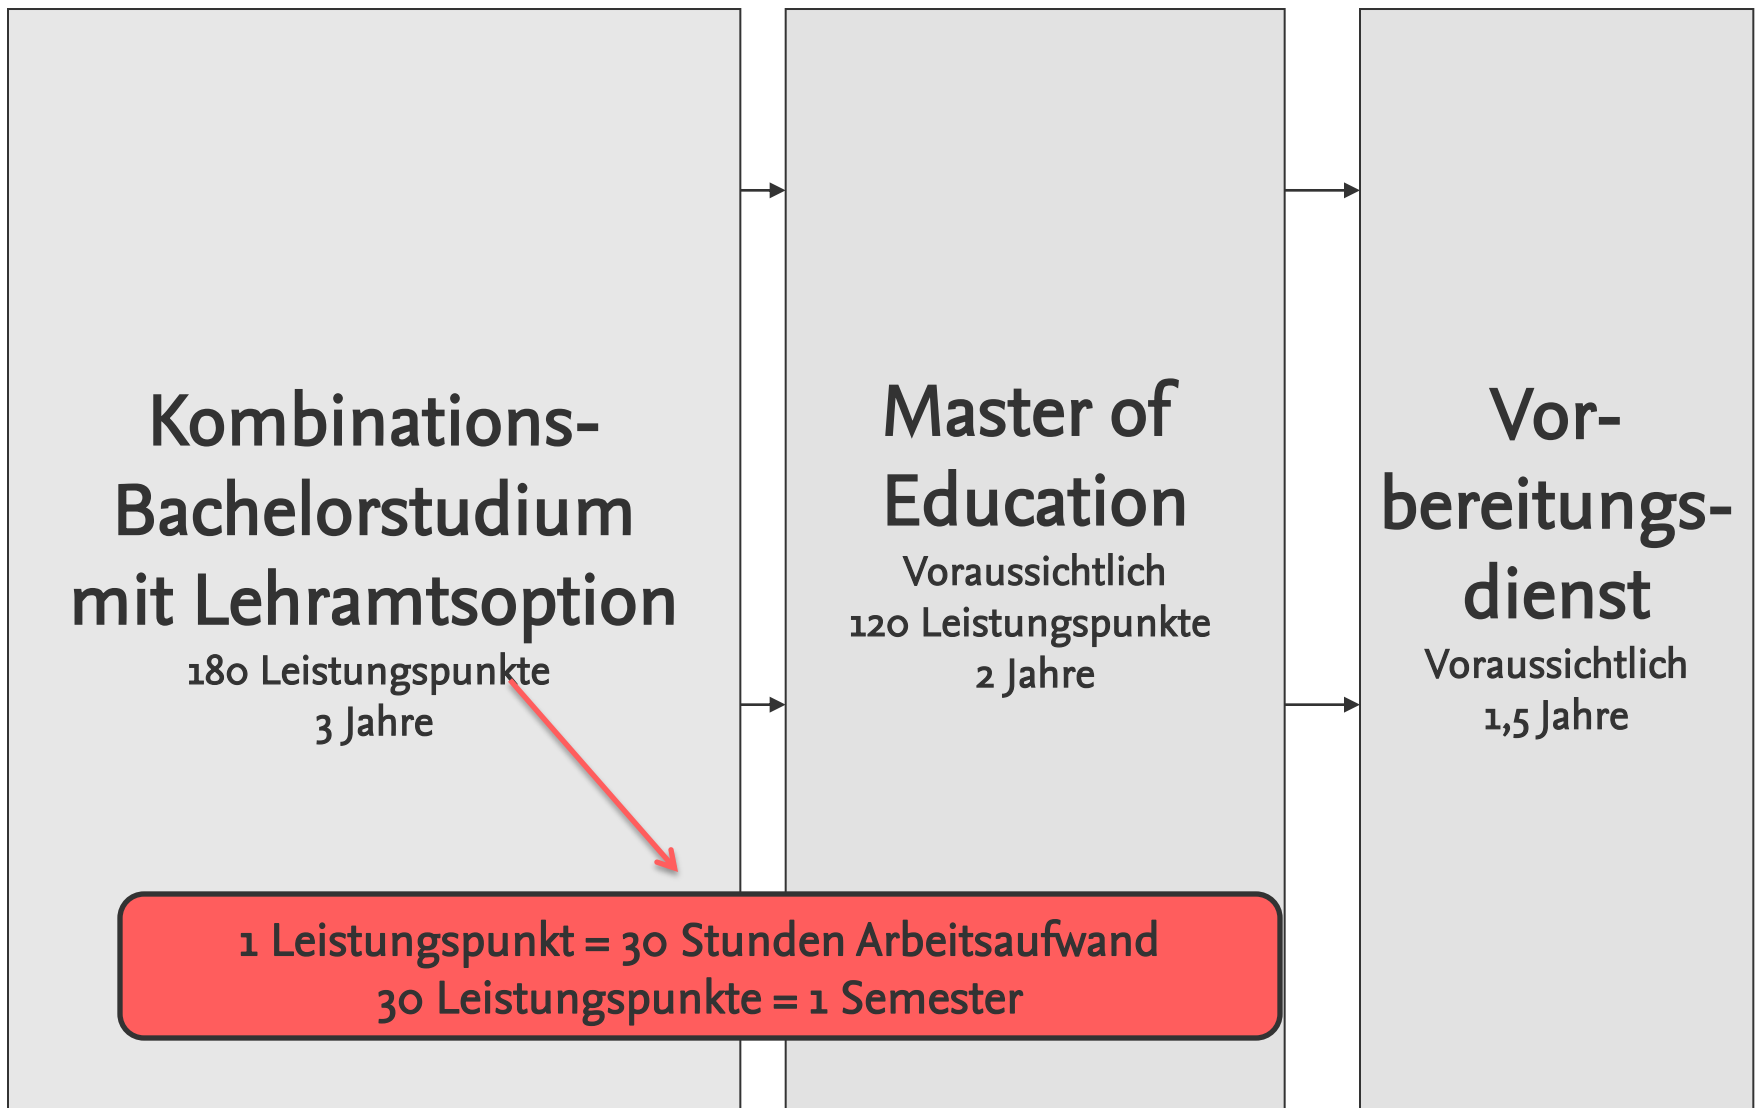 Kombinations-
Bachelorstudium
mit Lehramtsoption
180 Leistungspunkte
3 Jahre
Master of
Education
Voraussichtlich
120 Leistungspunkte
2 Jahre
Vor-
bereitungs-
dienst
Voraussichtlich
1,5 Jahre
1 Leistungspunkt = 30 Stunden Arbeitsaufwand
30 Leistungspunkte = 1 Semester